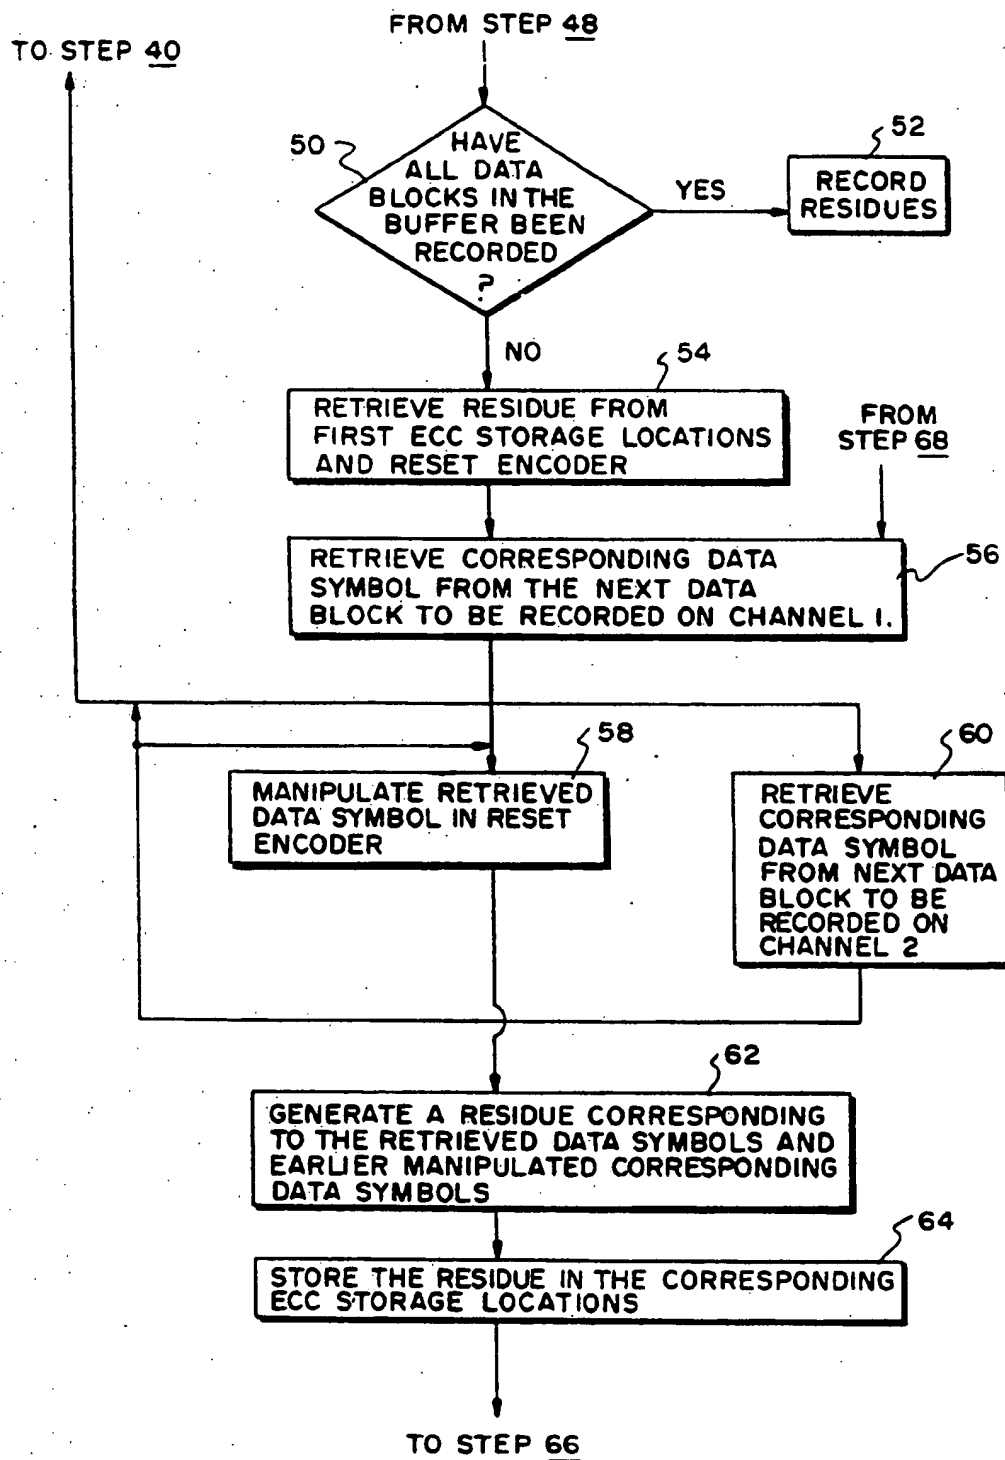 FROM STEP 48
TO STEP 40
50
HAVE
ALL DATA
BLOCKS IN THE
BUFFER BEEN
RECORDED
?
YES
52
RECORD
RESIDUES
NO
54
RETRIEVE RESIDUE FROM
FIRST ECC STORAGE LOCATIONS
AND RESET ENCODER
FROM
STEP 68
56
RETRIEVE CORRESPONDING DATA
SYMBOL FROM THE NEXT DATA
BLOCK TO BE RECORDED ON CHANNEL 1.
58
MANIPULATE RETRIEVED
DATA SYMBOL IN RESET
ENCODER
60
RETRIEVE
CORRESPONDING
DATA SYMBOL
FROM NEXT DATA
BLOCK TO BE
RECORDED ON
CHANNEL 2
62
GENERATE A RESIDUE CORRESPONDING
TO THE RETRIEVED DATA SYMBOLS AND
EARLIER MANIPULATED CORRESPONDING
DATA SYMBOLS
64
STORE THE RESIDUE IN THE CORRESPONDING
ECC STORAGE LOCATIONS
TO STEP 66